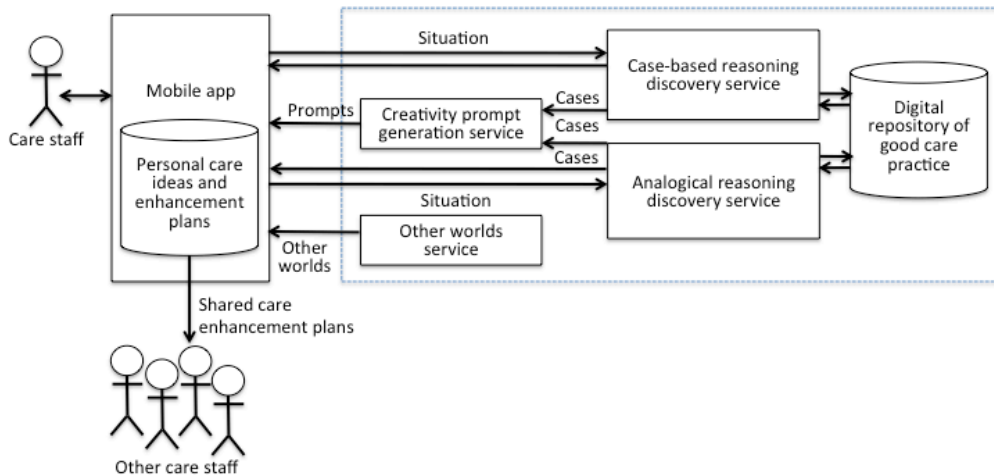 Situation
Case-based reasoning
discovery service
Mobile app
Cases
Prompts
Creativity prompt
generation service
Cases
Digital
repository of
good care
practice
Care staff
Personal care
ideas and
enhancement
plans
Cases
Analogical reasoning
discovery service
Situation
Other worlds
service
Other
worlds
Shared care
enhancement plans
Other care staff